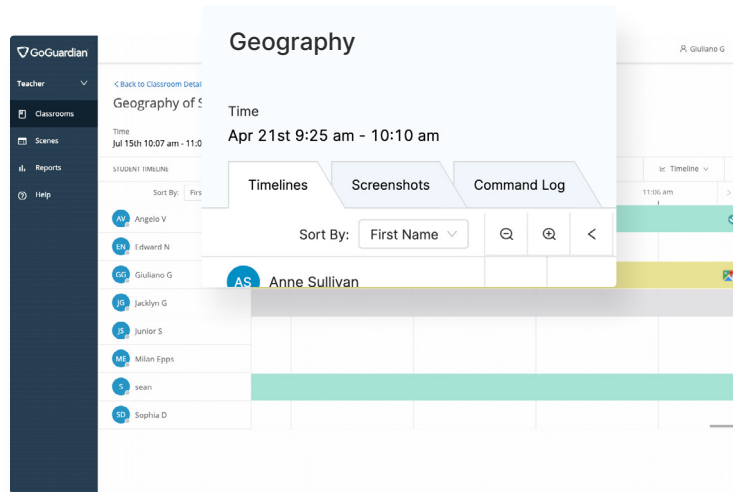 GoGuardian
Teacher
Classrooms
Scenes
Reports
Help
Giuliano G
< Back to Classroom Detail
Geography of S
Time
Jul 15th 10:07 am - 11:0
STUDENT TIMELINE
Timeline
Sort By: Firs
11:06 am >
AV Angelo V
EN Edward N
GG Giuliano G
JG Jacklyn G
JS Junior S
ME Milan Epps
S sean
SD Sophia D
Geography
Time
Apr 21st 9:25 am - 10:10 am
Timelines Screenshots Command Log
Sort By: First Name <
AS Anne Sullivan